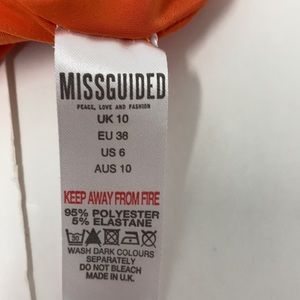 MISSGUIDED
PEACE, LOVE AND FASHION
UK 10
EU 38
US 6
AUS 10
KEEP AWAY FROM FIRE
95% POLYESTER
5% ELASTANE
30
WASH DARK COLOURS
SEPARATELY
DO NOT BLEACH
MADE IN U.K.